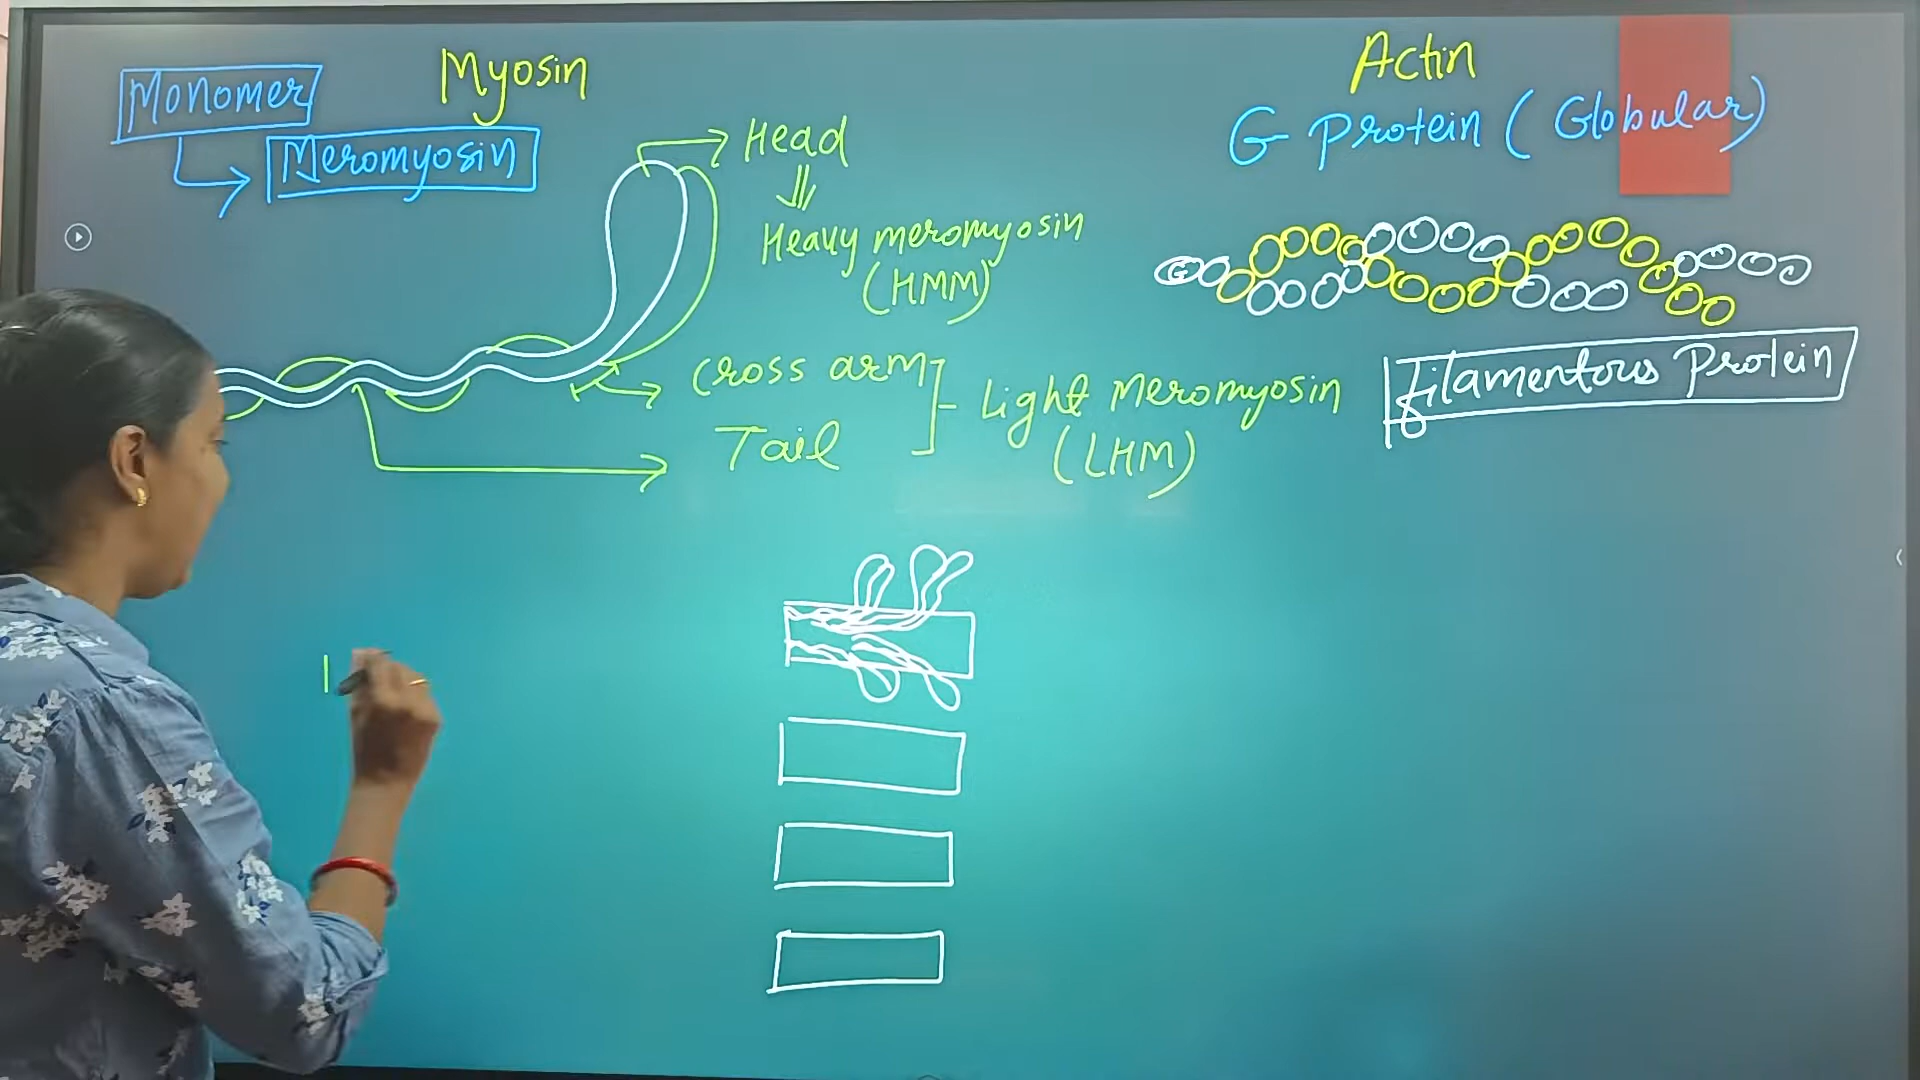 Myosin
Monomer
Meromyosin
Head
Heavy meromyosin
(HMM)
Cross arm
Tail
Light Meromyosin
(LHM)
Actin
G Protein (Globular)
G
Filamentous Protein